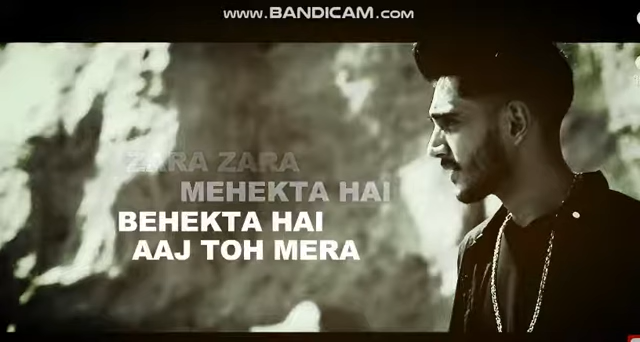 www.BANDICAM.com
ZARA ZARA
MEHEKTA HAI
BEHEKTA HAI
AAJ TOH MERA